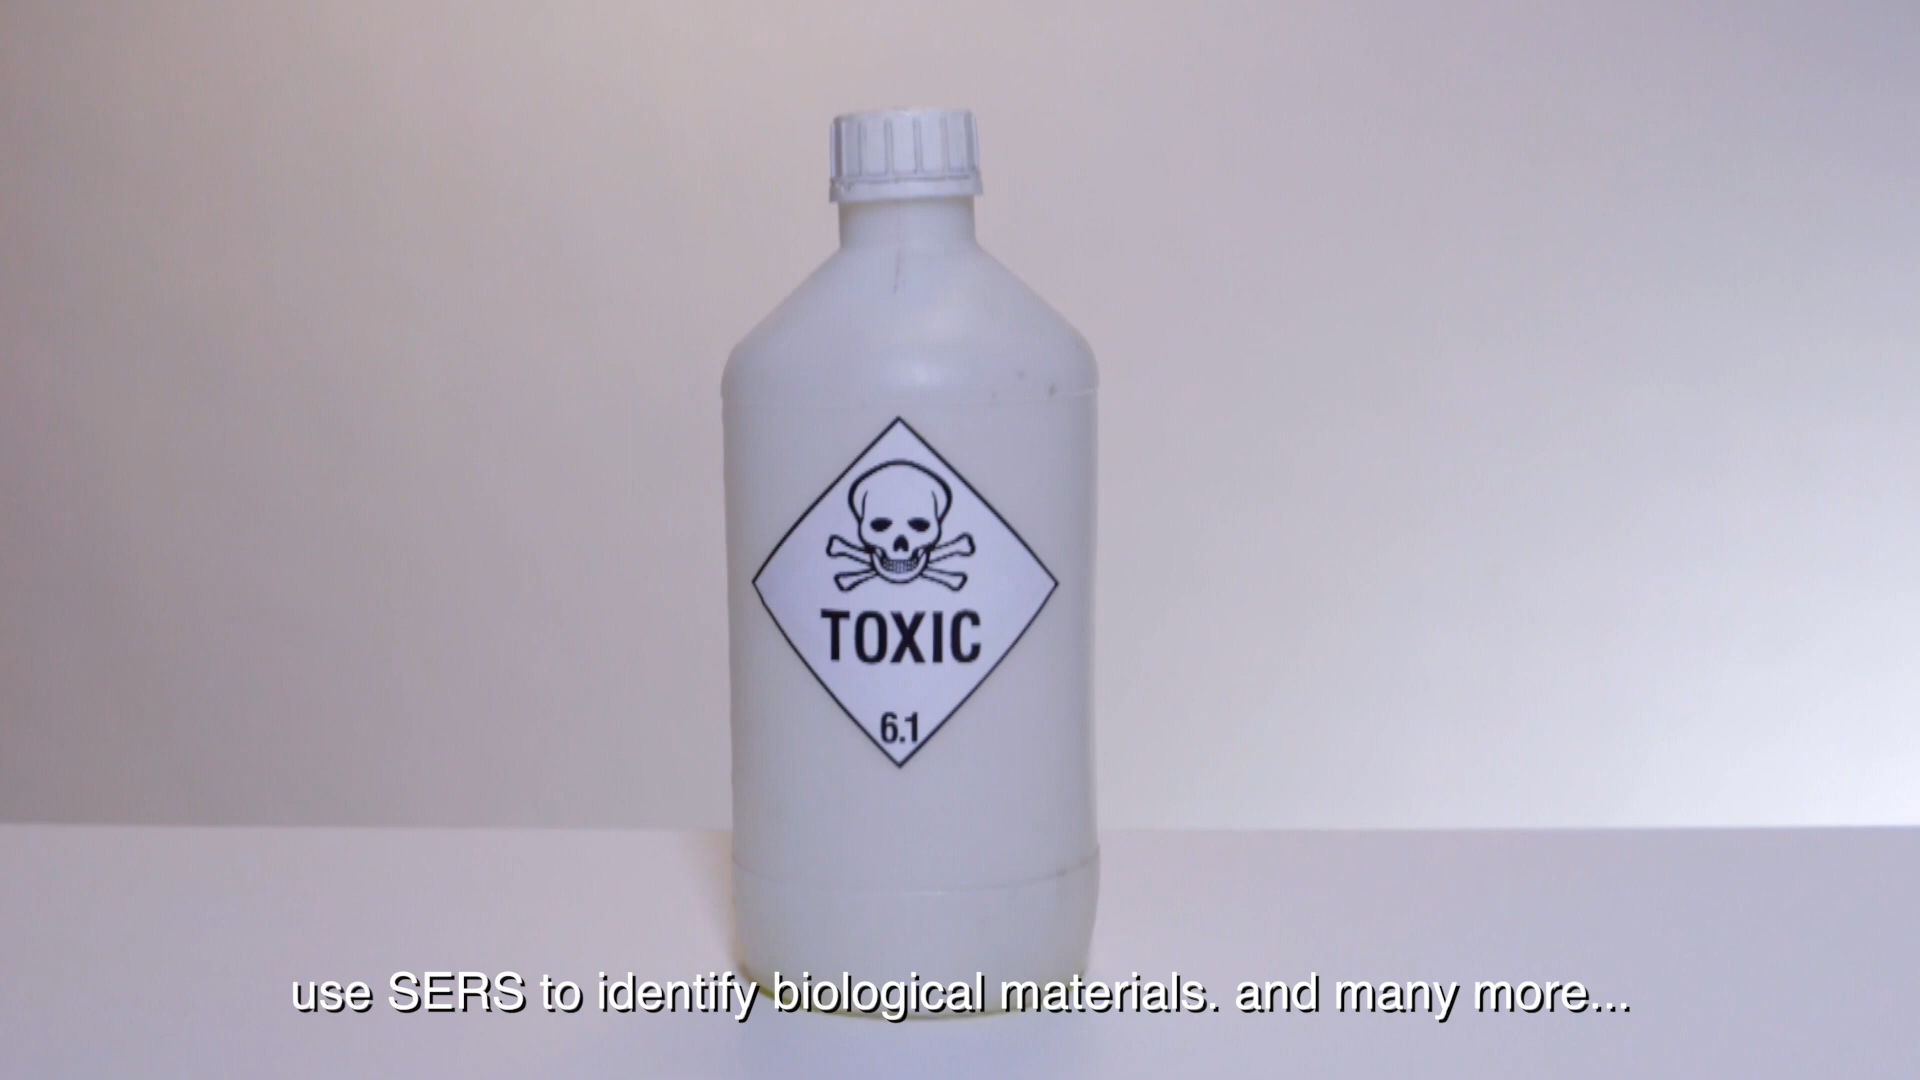 TOXIC
6.1
use SERS to identify biological materials. and many more...